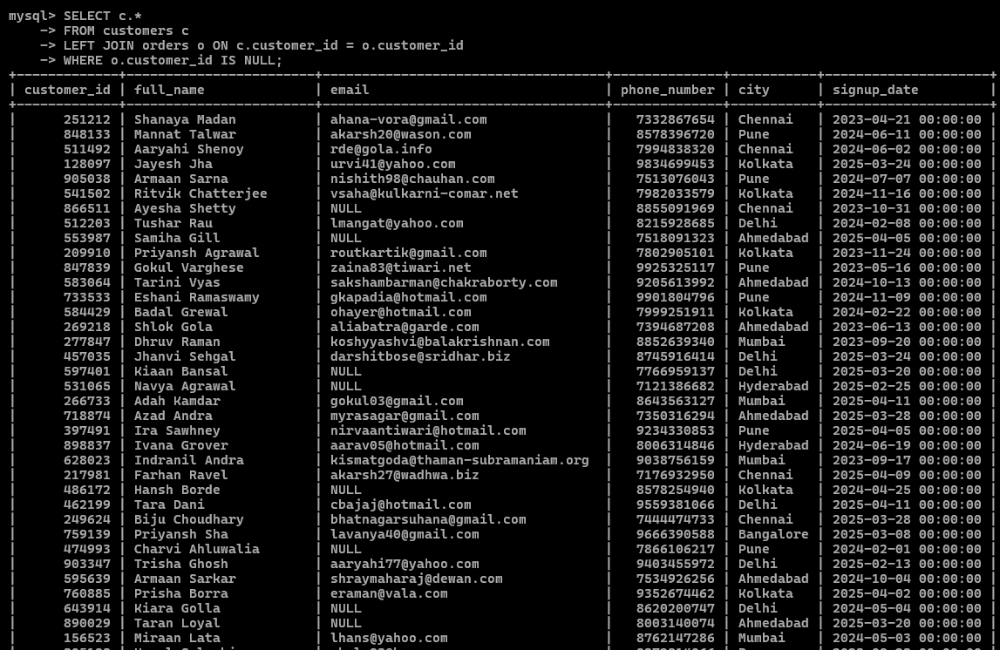 mysql> SELECT c.*
    -> FROM customers c
    -> LEFT JOIN orders o ON c.customer_id = o.customer_id
    -> WHERE o.customer_id IS NULL;
| customer_id | full_name | email | phone_number | city | signup_date |
| 251212 | Shanaya Madan | ahana-vora@gmail.com | 7332867654 | Chennai | 2023-04-21 00:00:00 |
| 848133 | Mannat Talwar | akarsh20@wason.com | 8578396720 | Pune | 2024-06-11 00:00:00 |
| 511492 | Aaryahi Shenoy | rde@gola.info | 7994838320 | Chennai | 2024-06-02 00:00:00 |
| 128097 | Jayesh Jha | urvi41@yahoo.com | 9834699453 | Kolkata | 2025-03-24 00:00:00 |
| 905038 | Armaan Sarna | nishith98@chauhan.com | 7513076043 | Pune | 2024-07-07 00:00:00 |
| 541502 | Ritvik Chatterjee | vsaha@kulkarni-comar.net | 7982033579 | Kolkata | 2024-11-16 00:00:00 |
| 866511 | Ayesha Shetty | NULL | 8855091969 | Chennai | 2023-10-31 00:00:00 |
| 512203 | Tushar Rau | lmangat@yahoo.com | 8215928685 | Delhi | 2024-02-08 00:00:00 |
| 553987 | Samiha Gill | NULL | 7518091323 | Ahmedabad | 2025-04-05 00:00:00 |
| 209910 | Priyansh Agrawal | routkartik@gmail.com | 7802905101 | Kolkata | 2023-11-24 00:00:00 |
| 847839 | Gokul Varghese | zaina83@tiwari.net | 9925325117 | Pune | 2023-05-16 00:00:00 |
| 583064 | Tarini Vyas | sakshambarman@chakraborty.com | 9205613992 | Ahmedabad | 2024-10-13 00:00:00 |
| 733533 | Eshani Ramaswamy | gkapadia@hotmail.com | 9901804796 | Pune | 2024-11-09 00:00:00 |
| 584429 | Badal Grewal | ohayer@hotmail.com | 7999251911 | Kolkata | 2024-02-22 00:00:00 |
| 269218 | Shlok Gola | aliabatra@garde.com | 7394687208 | Ahmedabad | 2023-06-13 00:00:00 |
| 277847 | Dhruv Raman | koshyyashvi@balakrishnan.com | 8852639340 | Mumbai | 2023-09-20 00:00:00 |
| 457035 | Jhanvi Sehgal | darshitbose@sridhar.biz | 8745916414 | Delhi | 2025-03-24 00:00:00 |
| 597401 | Kiaan Bansal | NULL | 7766959137 | Delhi | 2025-03-20 00:00:00 |
| 531065 | Navya Agrawal | NULL | 7121386682 | Hyderabad | 2025-02-25 00:00:00 |
| 266733 | Adah Kamdar | gokul03@gmail.com | 8643563127 | Mumbai | 2025-04-11 00:00:00 |
| 718874 | Azad Andra | myrasagar@gmail.com | 7350316294 | Ahmedabad | 2025-03-28 00:00:00 |
| 397491 | Ira Sawhney | nirvaantiwari@hotmail.com | 9234330853 | Pune | 2025-04-05 00:00:00 |
| 898837 | Ivana Grover | aarav05@hotmail.com | 8006314846 | Hyderabad | 2024-06-19 00:00:00 |
| 628023 | Indranil Andra | kismatgoda@thaman-subramaniam.org | 9038756159 | Mumbai | 2023-09-17 00:00:00 |
| 217981 | Farhan Ravel | akarsh27@wadhwa.biz | 7176932950 | Chennai | 2025-04-09 00:00:00 |
| 486172 | Hansh Borde | NULL | 8578254940 | Kolkata | 2024-04-25 00:00:00 |
| 462199 | Tara Dani | cbajaj@hotmail.com | 9559381066 | Delhi | 2025-04-11 00:00:00 |
| 249624 | Biju Choudhary | bhatnagarsuhana@gmail.com | 7444474733 | Chennai | 2025-03-28 00:00:00 |
| 759139 | Priyansh Sha | lavanya40@gmail.com | 9666390588 | Bangalore | 2025-03-08 00:00:00 |
| 474993 | Charvi Ahluwalia | NULL | 7866106217 | Pune | 2024-02-01 00:00:00 |
| 903347 | Trisha Ghosh | aaryahi77@yahoo.com | 9403455972 | Delhi | 2025-02-13 00:00:00 |
| 595639 | Armaan Sarkar | shraymaharaj@dewan.com | 7534926256 | Ahmedabad | 2024-10-04 00:00:00 |
| 760885 | Prisha Borra | eraman@vala.com | 9352674462 | Kolkata | 2025-04-02 00:00:00 |
| 643914 | Kiara Golla | NULL | 8620200747 | Delhi | 2024-05-04 00:00:00 |
| 890029 | Taran Loyal | NULL | 8003140074 | Ahmedabad | 2025-03-20 00:00:00 |
| 156523 | Miraan Lata | lhans@yahoo.com | 8762147286 | Mumbai | 2024-05-03 00:00:00 |